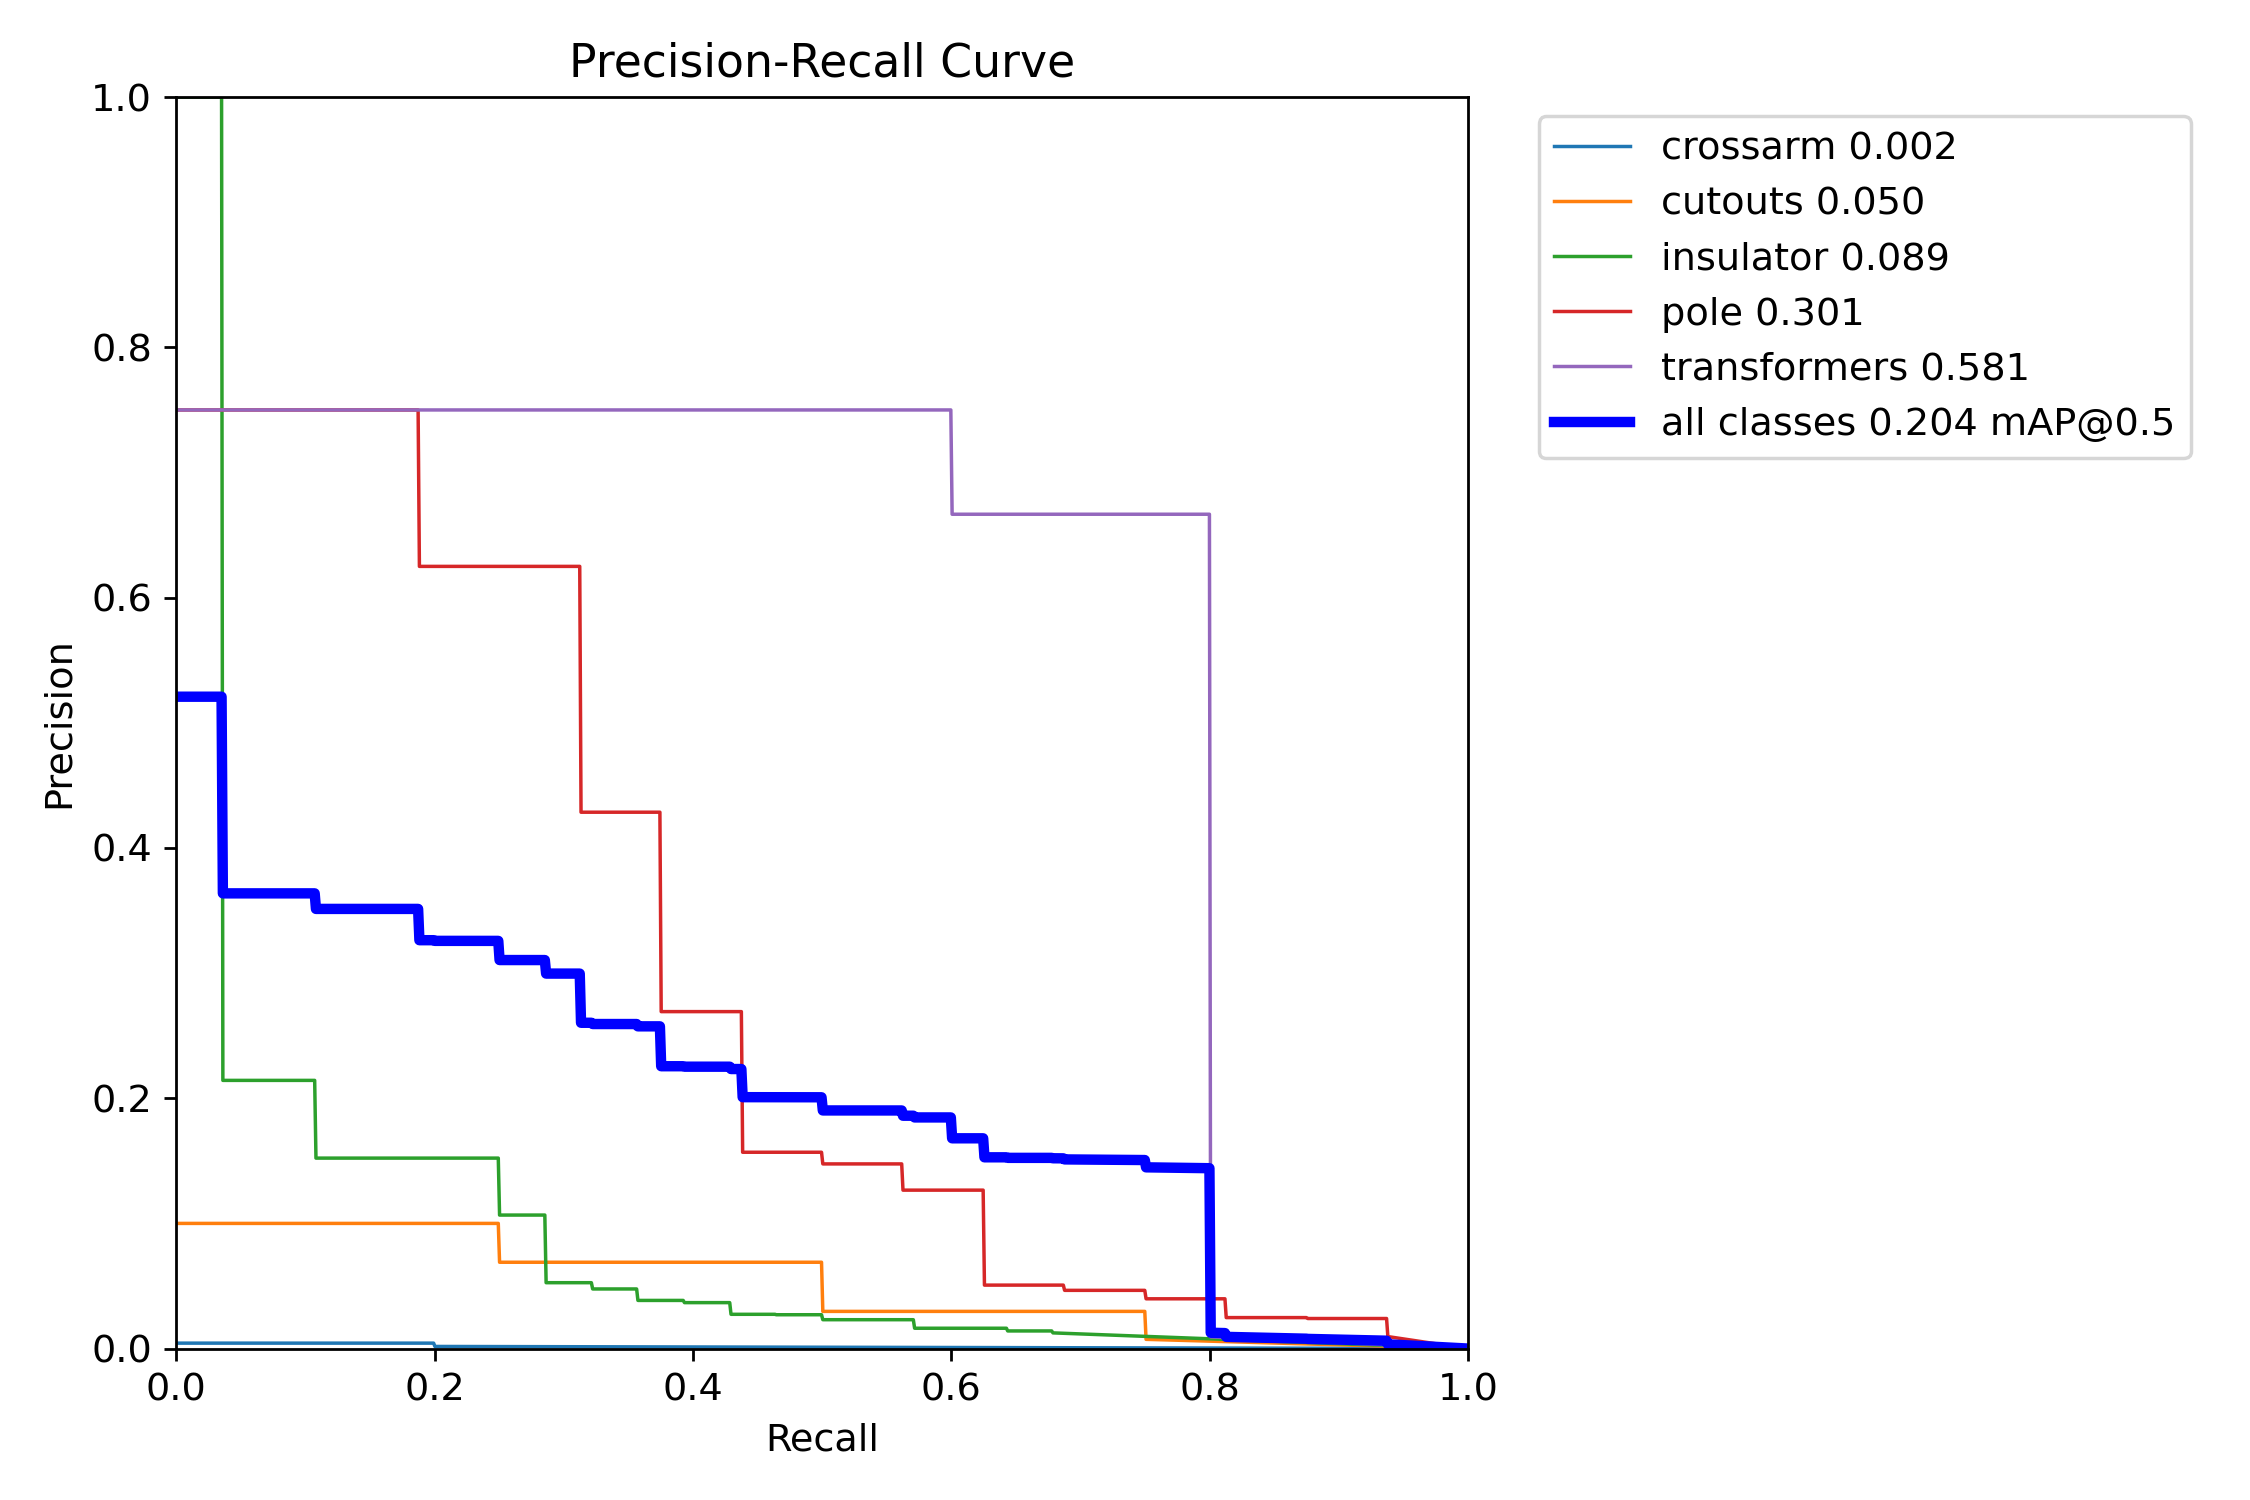 Precision-Recall Curve
1.0
0.8
0.6
0.4
0.2
0.0
Precision
0.0 0.2 0.4 0.6 0.8 1.0
Recall
crossarm 0.002
cutouts 0.050
insulator 0.089
pole 0.301
transformers 0.581
all classes 0.204 mAP@0.5